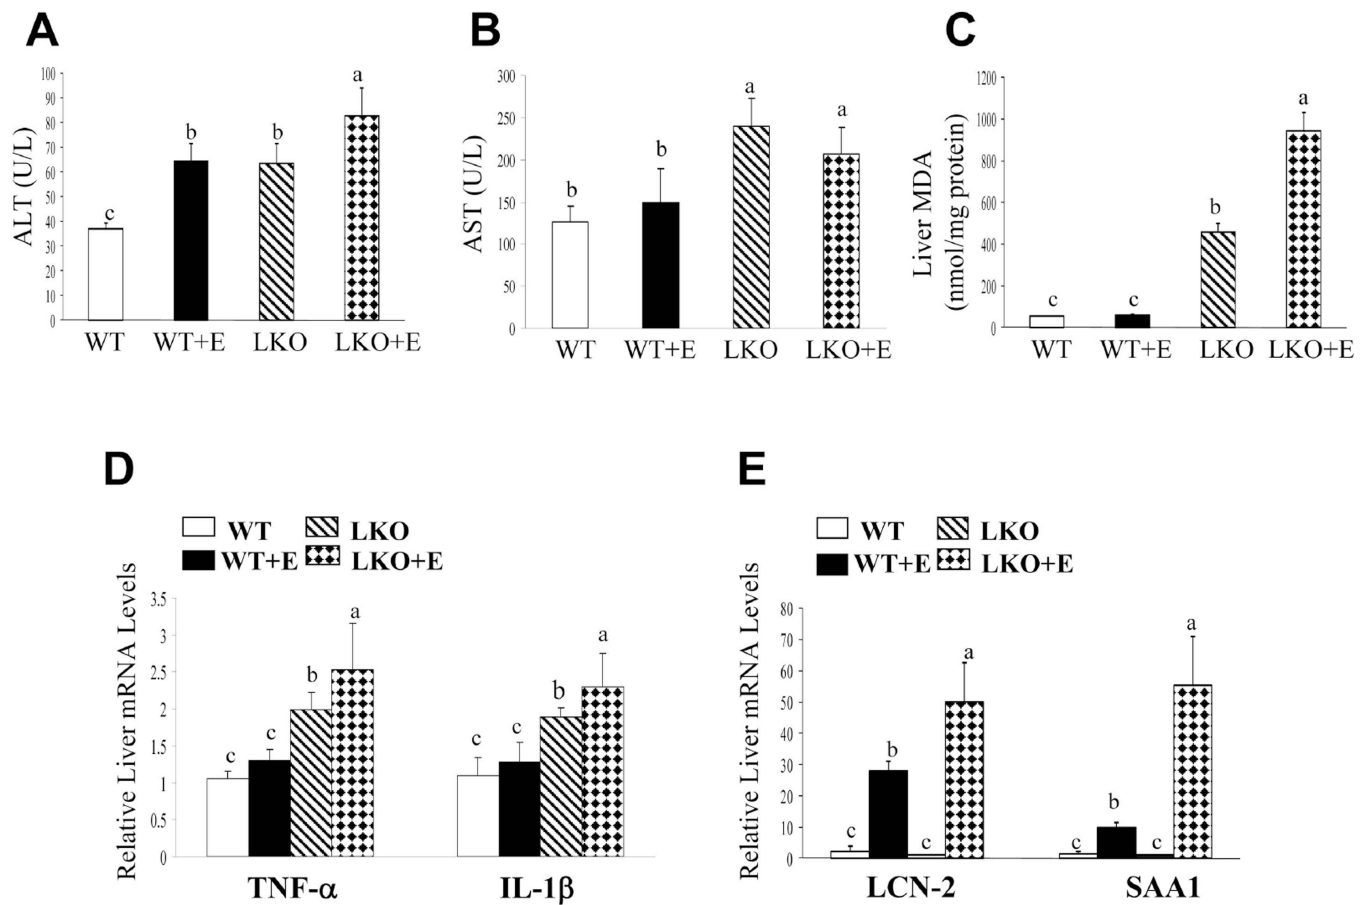 A
ALT (U/L)
100
90
80
70
60
50
40
30
20
10
0
c
b
b
a
WT WT+E LKO LKO+E
B
AST (U/L)
300
250
200
150
100
50
0
b
b
a
a
WT WT+E LKO LKO+E
C
Liver MDA
(nmol/mg protein)
1200
1000
800
600
400
200
0
c
c
b
a
WT WT+E LKO LKO+E
D
WT LKO
WT+E LKO+E
Relative Liver mRNA Levels
3.5
3
2.5
2
1.5
1
0.5
0
c
c
b
a
c
c
b
a
TNF-α IL-1β
E
WT LKO
WT+E LKO+E
Relative Liver mRNA Levels
80
70
60
50
40
30
20
10
0
c
b
c
a
c
b
c
a
LCN-2 SAA1